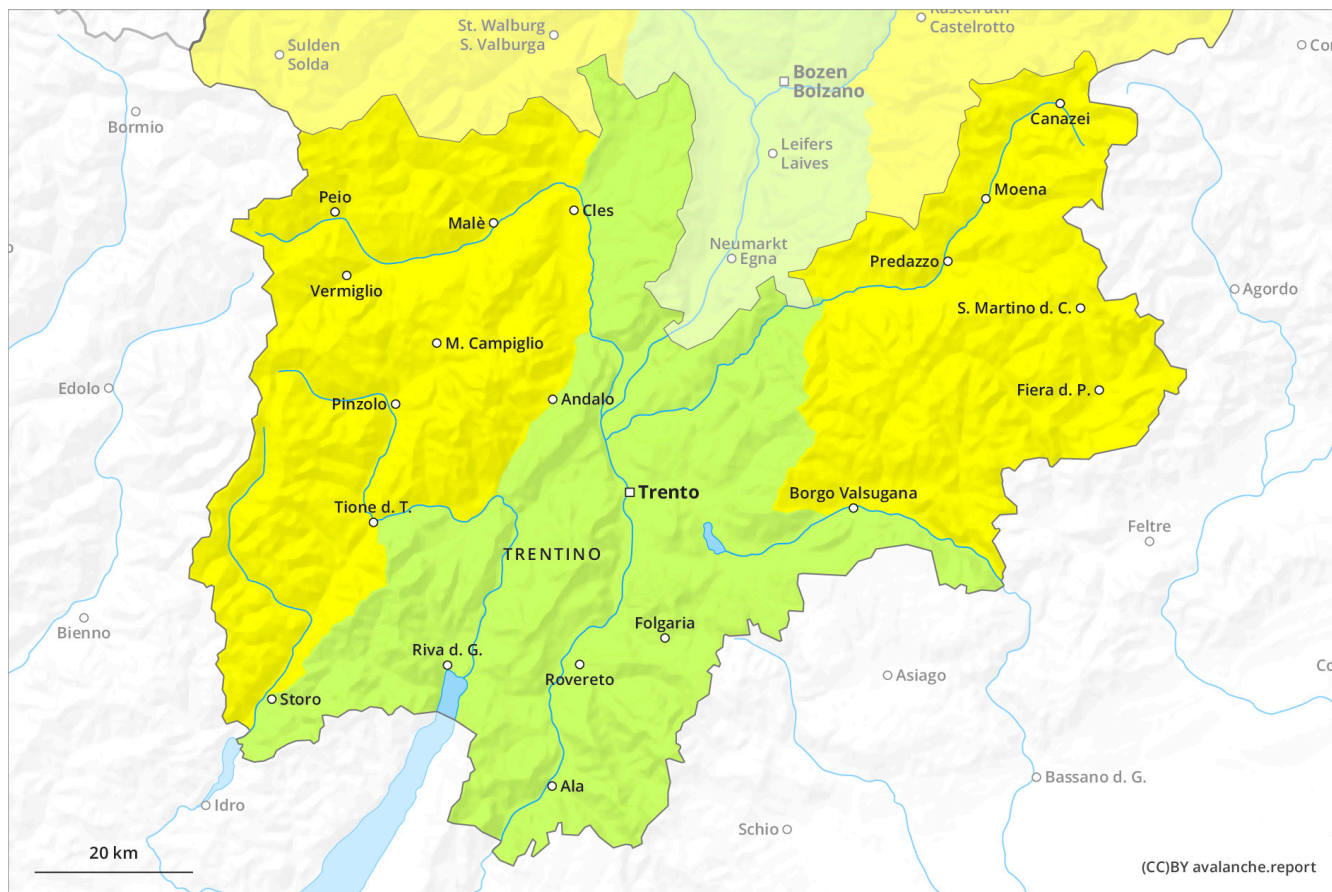 Kastelruth
Castelrotto
St. Walburg
S. Valburga
Sulden
Solda
Bozen
Bolzano
Bormio
Canazei
Leifers
Laives
Moena
Peio
Malè
Cles
Neumarkt
Egna
Predazzo
Vermiglio
Agordo
S. Martino d. C.
M. Campiglio
Edolo
Pinzolo
Andalo
Fiera d. P.
Trento
Borgo Valsugana
Tione d. T.
Feltre
TRENTINO
Bienno
Folgaria
Riva d. G.
Rovereto
Asiago
Storo
Ala
Bassano d. G.
Idro
Schio
20 km
(CC)BY avalanche.report